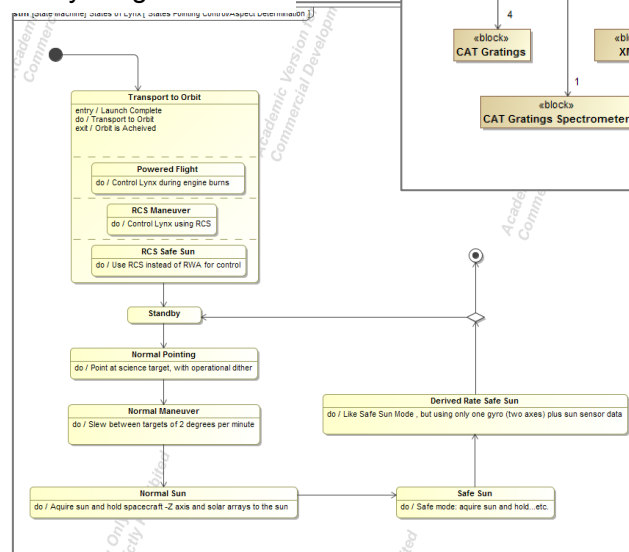 stm [State Machine] States of Lynx [ States Pointing Control/Aspect Determination ]
4
«block»
CAT Gratings
1
«block»
CAT Gratings Spectrometer
Transport to Orbit
entry / Launch Complete
do / Transport to Orbit
exit / Orbit is Acheived
Powered Flight
do / Control Lynx during engine burns
RCS Maneuver
do / Control Lynx using RCS
RCS Safe Sun
do / Use RCS instead of RWA for control
Standby
Normal Pointing
do / Point at science target, with operational dither
Normal Maneuver
do / Slew between targets of 2 degrees per minute
Derived Rate Safe Sun
do / Like Safe Sun Mode , but using only one gyro (two axes) plus sun sensor data
Normal Sun
do / Aquire sun and hold spacecraft -Z axis and solar arrays to the sun
Safe Sun
do / Safe mode: aquire sun and hold...etc.
Academic Version for
Commercial Developm